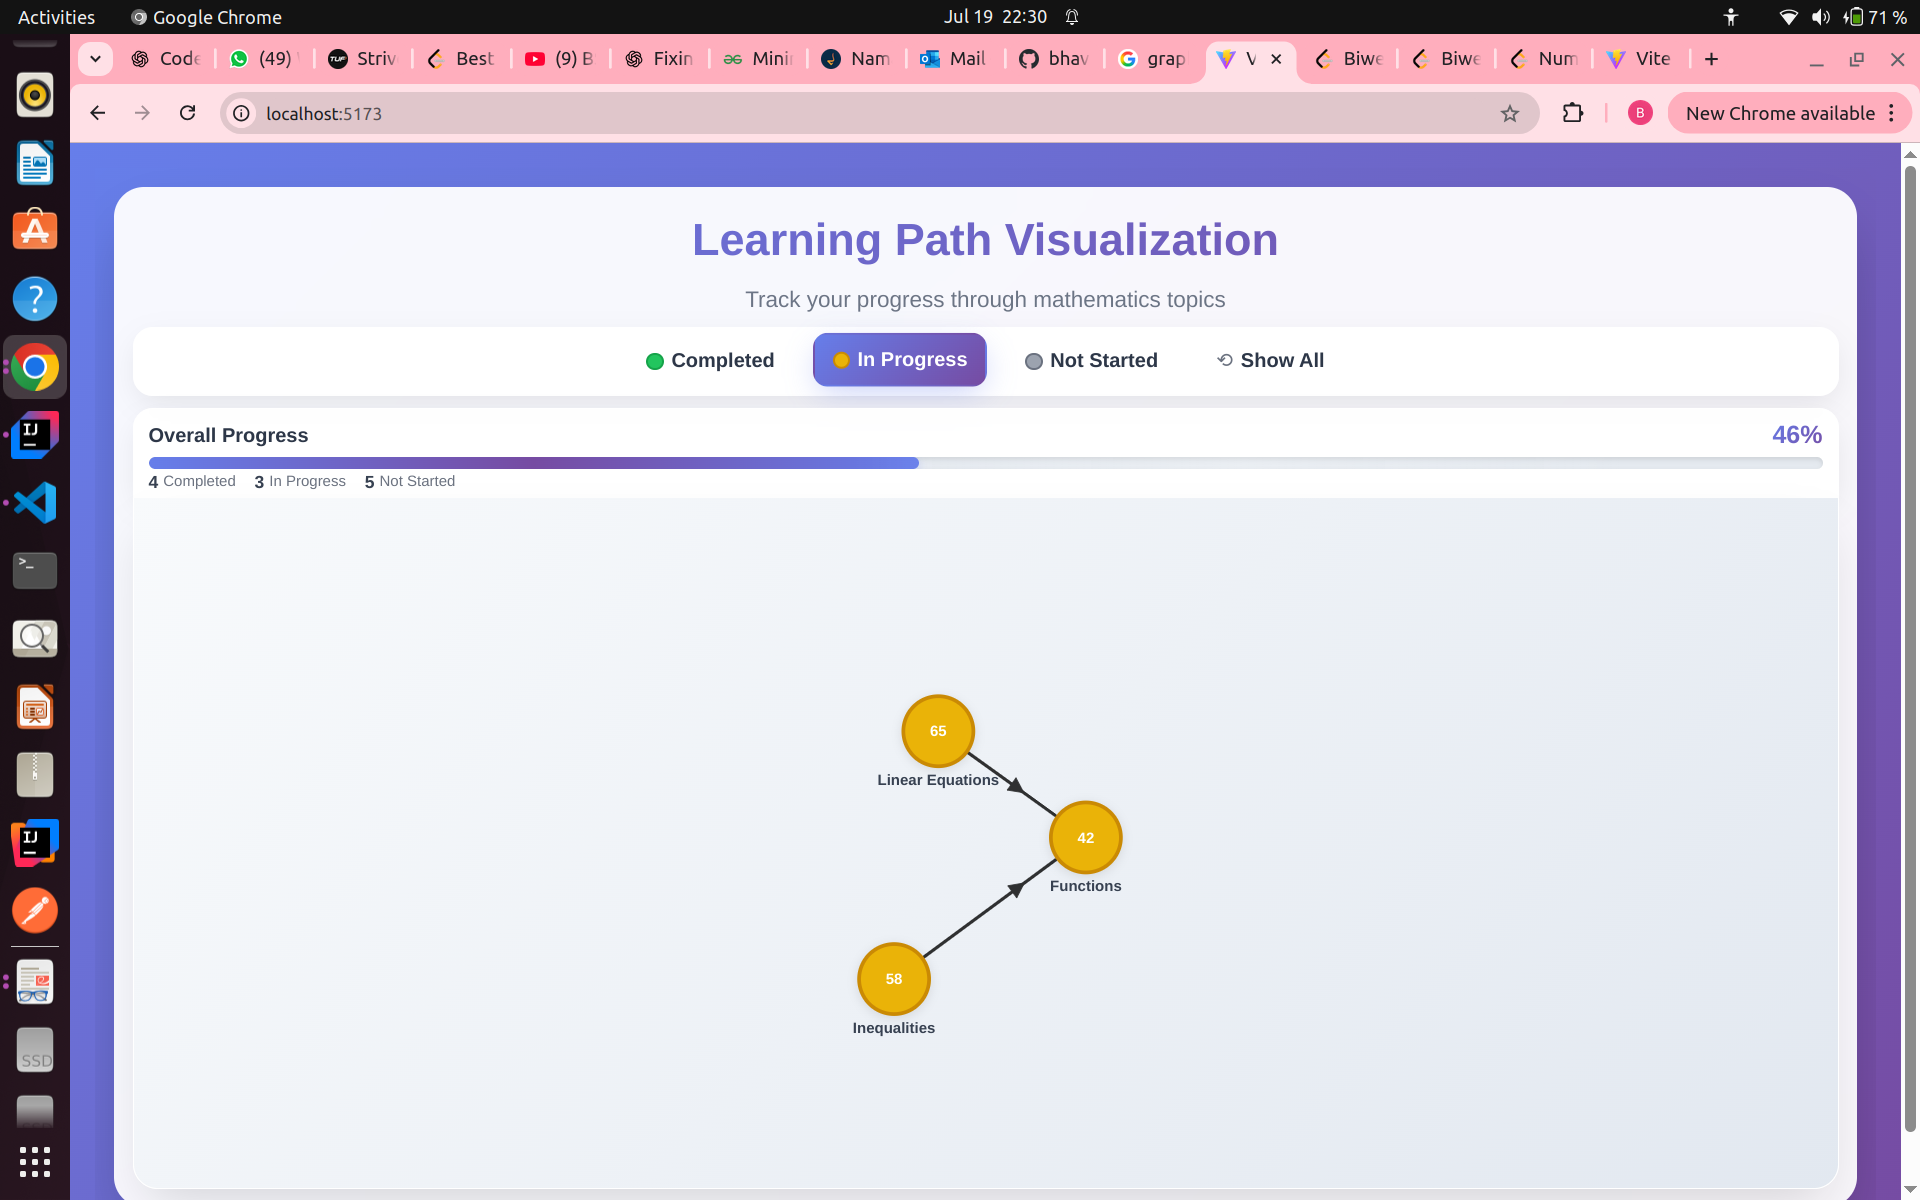 Activities Google Chrome Jul 19 22:30 71 %
Code (49) Strive Best (9) B Fixin Mini Nam Mail bhav grap V Biwe Biwe Num Vite
localhost:5173 B New Chrome available
Learning Path Visualization
Track your progress through mathematics topics
Completed In Progress Not Started Show All
Overall Progress 46%
4 Completed 3 In Progress 5 Not Started
65
Linear Equations
42
Functions
58
Inequalities
SSD